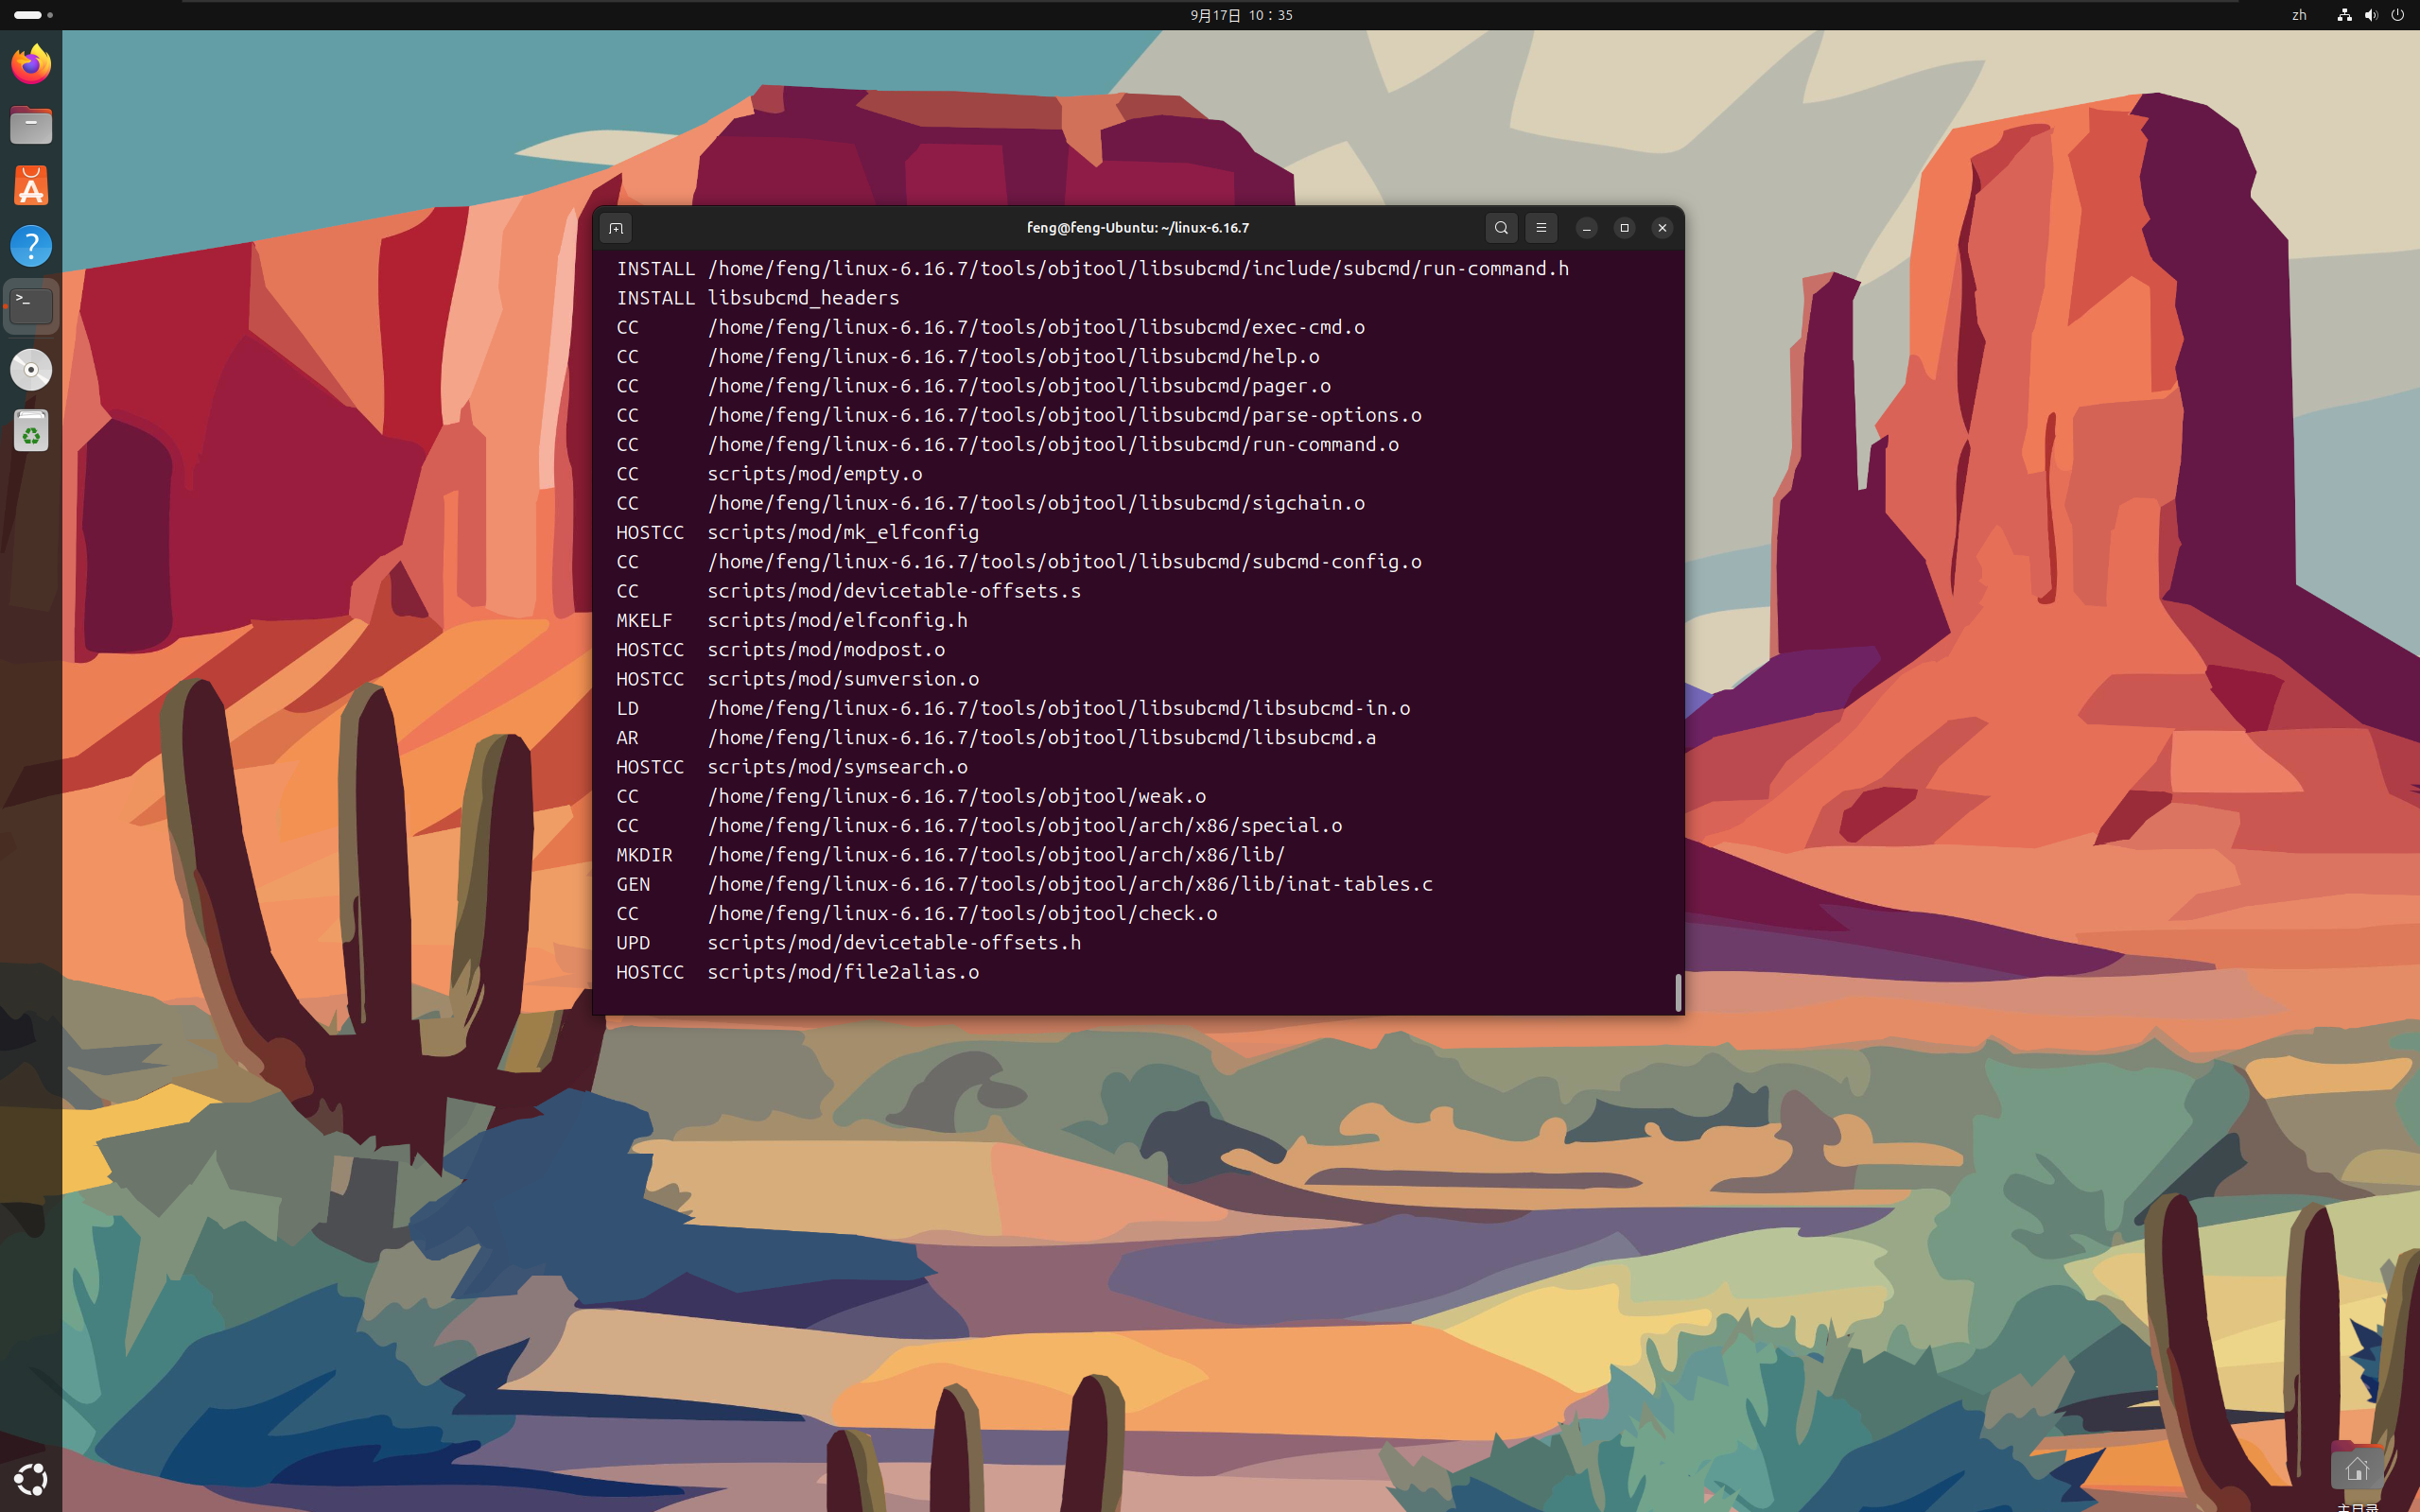 9月17日 10：35
zh
feng@feng-Ubuntu: ~/linux-6.16.7
INSTALL /home/feng/linux-6.16.7/tools/objtool/libsubcmd/include/subcmd/run-command.h
INSTALL libsubcmd_headers
CC      /home/feng/linux-6.16.7/tools/objtool/libsubcmd/exec-cmd.o
CC      /home/feng/linux-6.16.7/tools/objtool/libsubcmd/help.o
CC      /home/feng/linux-6.16.7/tools/objtool/libsubcmd/pager.o
CC      /home/feng/linux-6.16.7/tools/objtool/libsubcmd/parse-options.o
CC      /home/feng/linux-6.16.7/tools/objtool/libsubcmd/run-command.o
CC      scripts/mod/empty.o
CC      /home/feng/linux-6.16.7/tools/objtool/libsubcmd/sigchain.o
HOSTCC  scripts/mod/mk_elfconfig
CC      /home/feng/linux-6.16.7/tools/objtool/libsubcmd/subcmd-config.o
CC      scripts/mod/devicetable-offsets.s
MKELF   scripts/mod/elfconfig.h
HOSTCC  scripts/mod/modpost.o
HOSTCC  scripts/mod/sumversion.o
LD      /home/feng/linux-6.16.7/tools/objtool/libsubcmd/libsubcmd-in.o
AR      /home/feng/linux-6.16.7/tools/objtool/libsubcmd/libsubcmd.a
HOSTCC  scripts/mod/symsearch.o
CC      /home/feng/linux-6.16.7/tools/objtool/weak.o
CC      /home/feng/linux-6.16.7/tools/objtool/arch/x86/special.o
MKDIR   /home/feng/linux-6.16.7/tools/objtool/arch/x86/lib/
GEN     /home/feng/linux-6.16.7/tools/objtool/arch/x86/lib/inat-tables.c
CC      /home/feng/linux-6.16.7/tools/objtool/check.o
UPD     scripts/mod/devicetable-offsets.h
HOSTCC  scripts/mod/file2alias.o
主目录